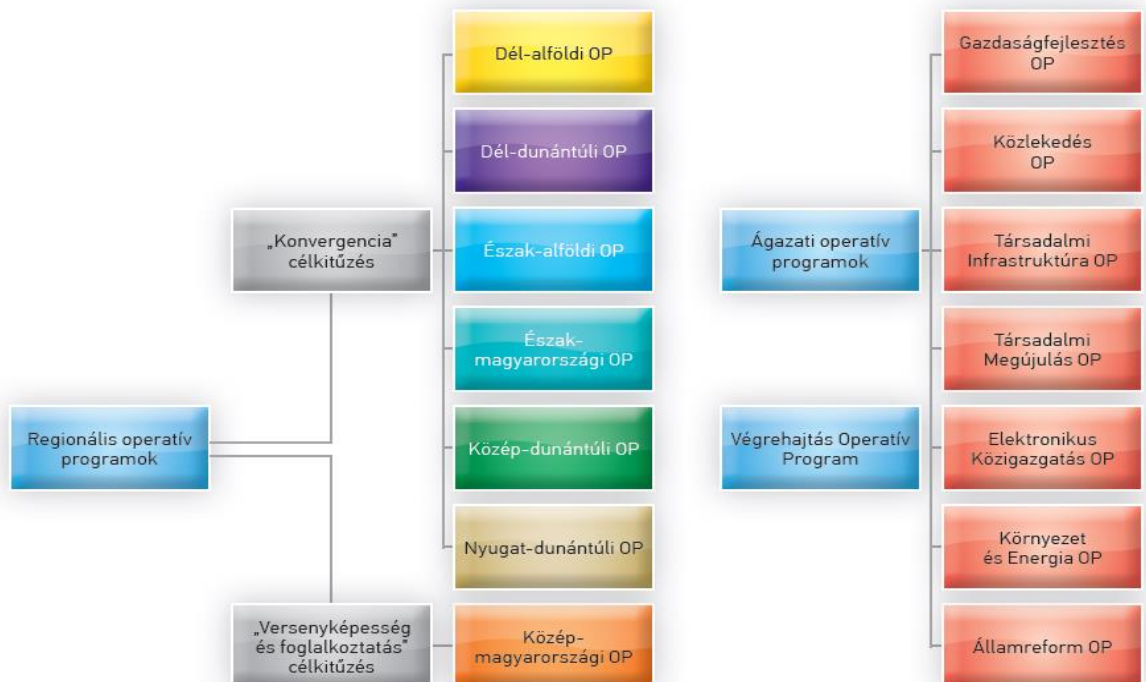 Regionális operatív
programok
„Konvergencia”
célkitűzés
Dél-alföldi OP
Dél-dunántúli OP
Észak-alföldi OP
Észak-
magyarországi OP
Közép-dunántúli OP
Nyugat-dunántúli OP
„Versenyképesség
és foglalkoztatás”
célkitűzés
Közép-
magyarországi OP
Ágazati operatív
programok
Gazdaságfejlesztés
OP
Közlekedés
OP
Társadalmi
Infrastruktúra OP
Társadalmi
Megújulás OP
Elektronikus
Közigazgatás OP
Környezet
és Energia OP
Államreform OP
Végrehajtás Operatív
Program